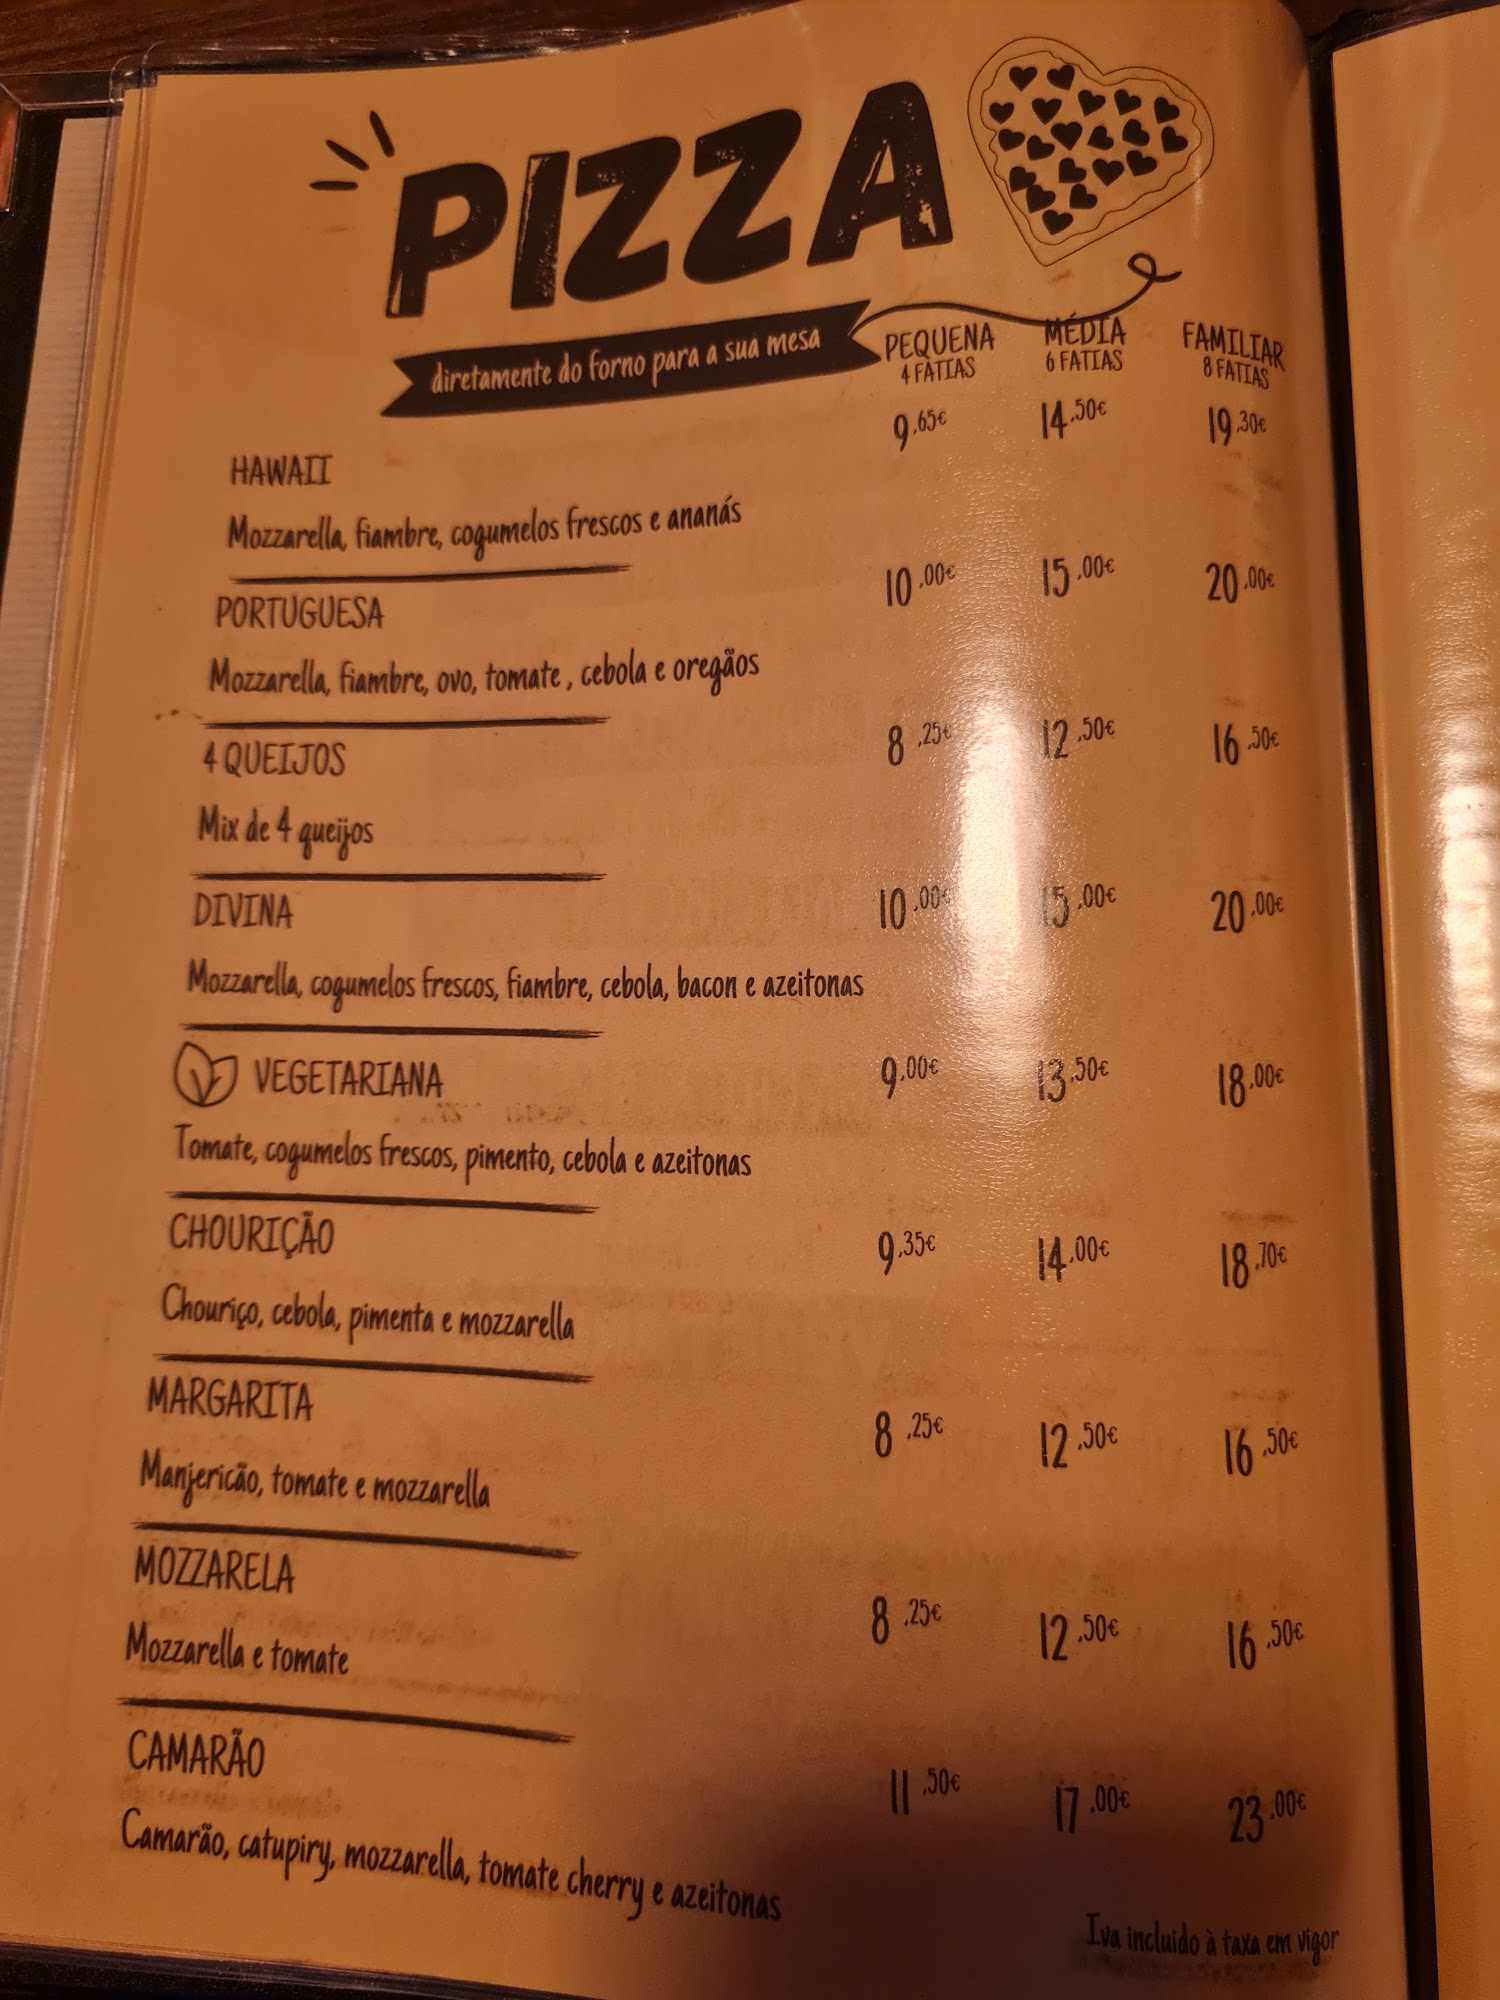 PIZZA
diretamente do forno para a sua mesa
PEQUENA MÉDIA FAMILIAR
4 FATIAS 6 FATIAS 8 FATIAS
HAWAII 9,65€ 14,50€ 19,30€
Mozzarella, fiambre, cogumelos frescos e ananás
PORTUGUESA 10,00€ 15,00€ 20,00€
Mozzarella, fiambre, ovo, tomate, cebola e oregãos
4 QUEIJOS 8,25€ 12,50€ 16,50€
Mix de 4 queijos
DIVINA 10,00€ 15,00€ 20,00€
Mozzarella, cogumelos frescos, fiambre, cebola, bacon e azeitonas
VEGETARIANA 9,00€ 13,50€ 18,00€
Tomate, cogumelos frescos, pimento, cebola e azeitonas
CHOURIÇÃO 9,35€ 14,00€ 18,70€
Chouriço, cebola, pimenta e mozzarella
MARGARITA 8,25€ 12,50€ 16,50€
Manjericão, tomate e mozzarella
MOZZARELA 8,25€ 12,50€ 16,50€
Mozzarella e tomate
CAMARÃO 11,50€ 17,00€ 23,00€
Camarão, catupiry, mozzarella, tomate cherry e azeitonas
Iva incluido à taxa em vigor